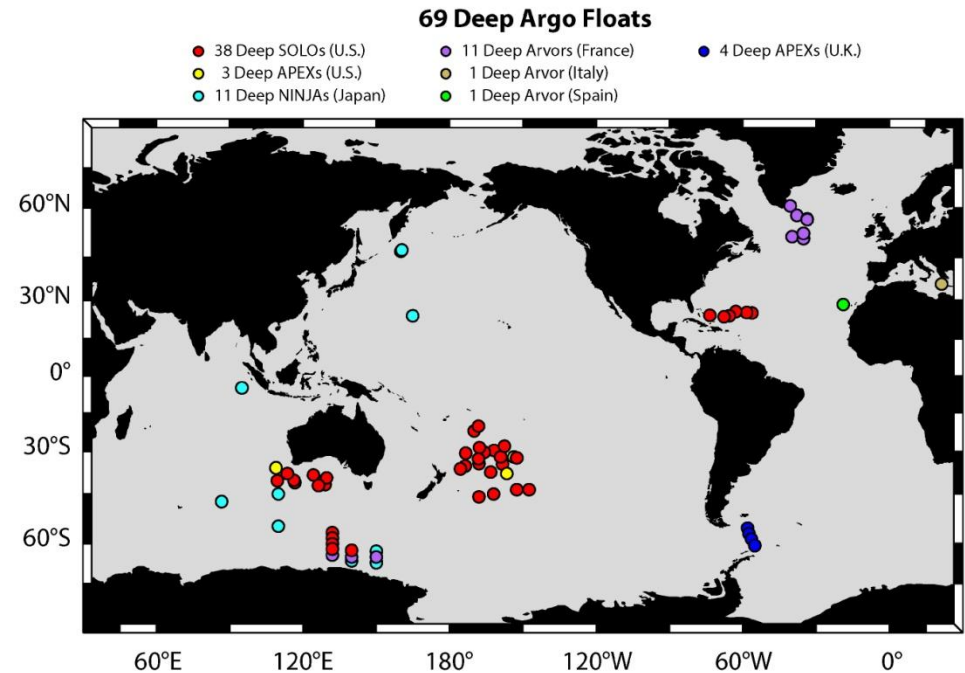 69 Deep Argo Floats
38 Deep SOLOs (U.S.)
11 Deep Arvors (France)
4 Deep APEXs (U.K.)
3 Deep APEXs (U.S.)
1 Deep Arvor (Italy)
11 Deep NINJAs (Japan)
1 Deep Arvor (Spain)
60°N
30°N
0°
30°S
60°S
60°E
120°E
180°
120°W
60°W
0°